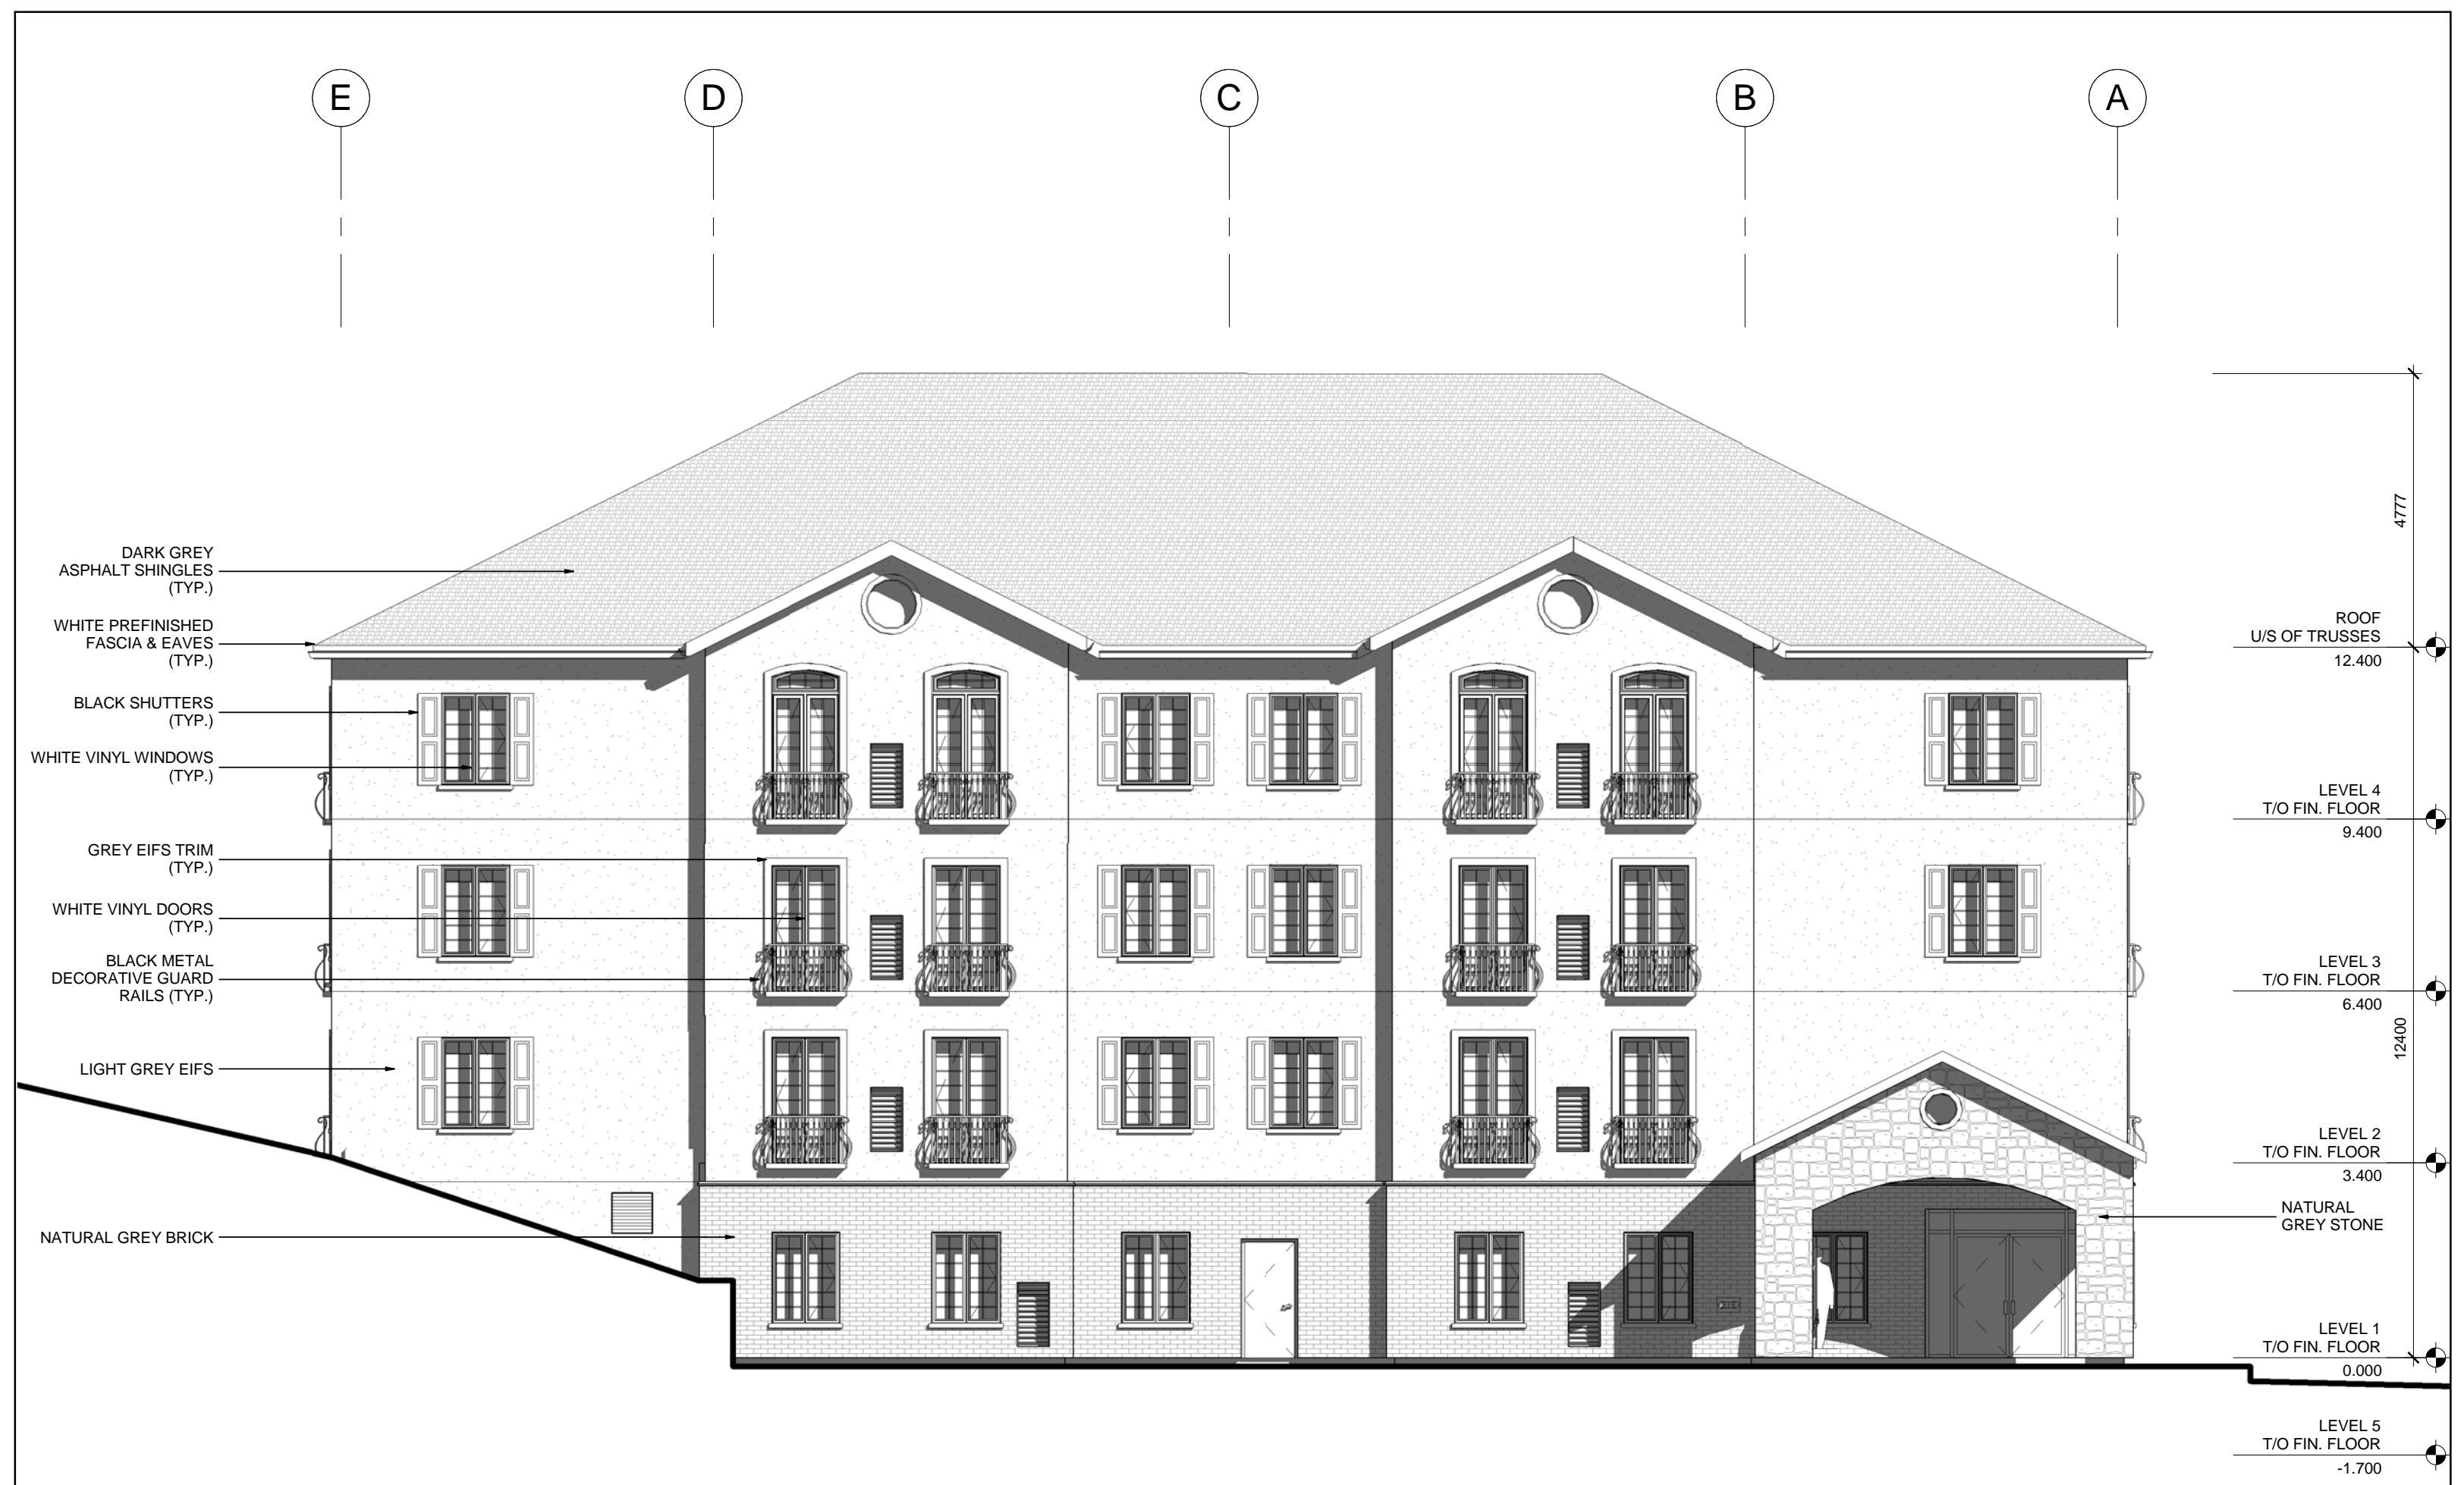 E
D
C
B
A
DARK GREY
ASPHALT SHINGLES
(TYP.)
WHITE PREFINISHED
FASCIA & EAVES
(TYP.)
BLACK SHUTTERS
(TYP.)
WHITE VINYL WINDOWS
(TYP.)
GREY EIFS TRIM
(TYP.)
WHITE VINYL DOORS
(TYP.)
BLACK METAL
DECORATIVE GUARD
RAILS (TYP.)
LIGHT GREY EIFS
NATURAL GREY BRICK
4777
ROOF
U/S OF TRUSSES
12.400
LEVEL 4
T/O FIN. FLOOR
9.400
LEVEL 3
T/O FIN. FLOOR
6.400
12400
LEVEL 2
T/O FIN. FLOOR
3.400
NATURAL
GREY STONE
LEVEL 1
T/O FIN. FLOOR
0.000
LEVEL 5
T/O FIN. FLOOR
-1.700